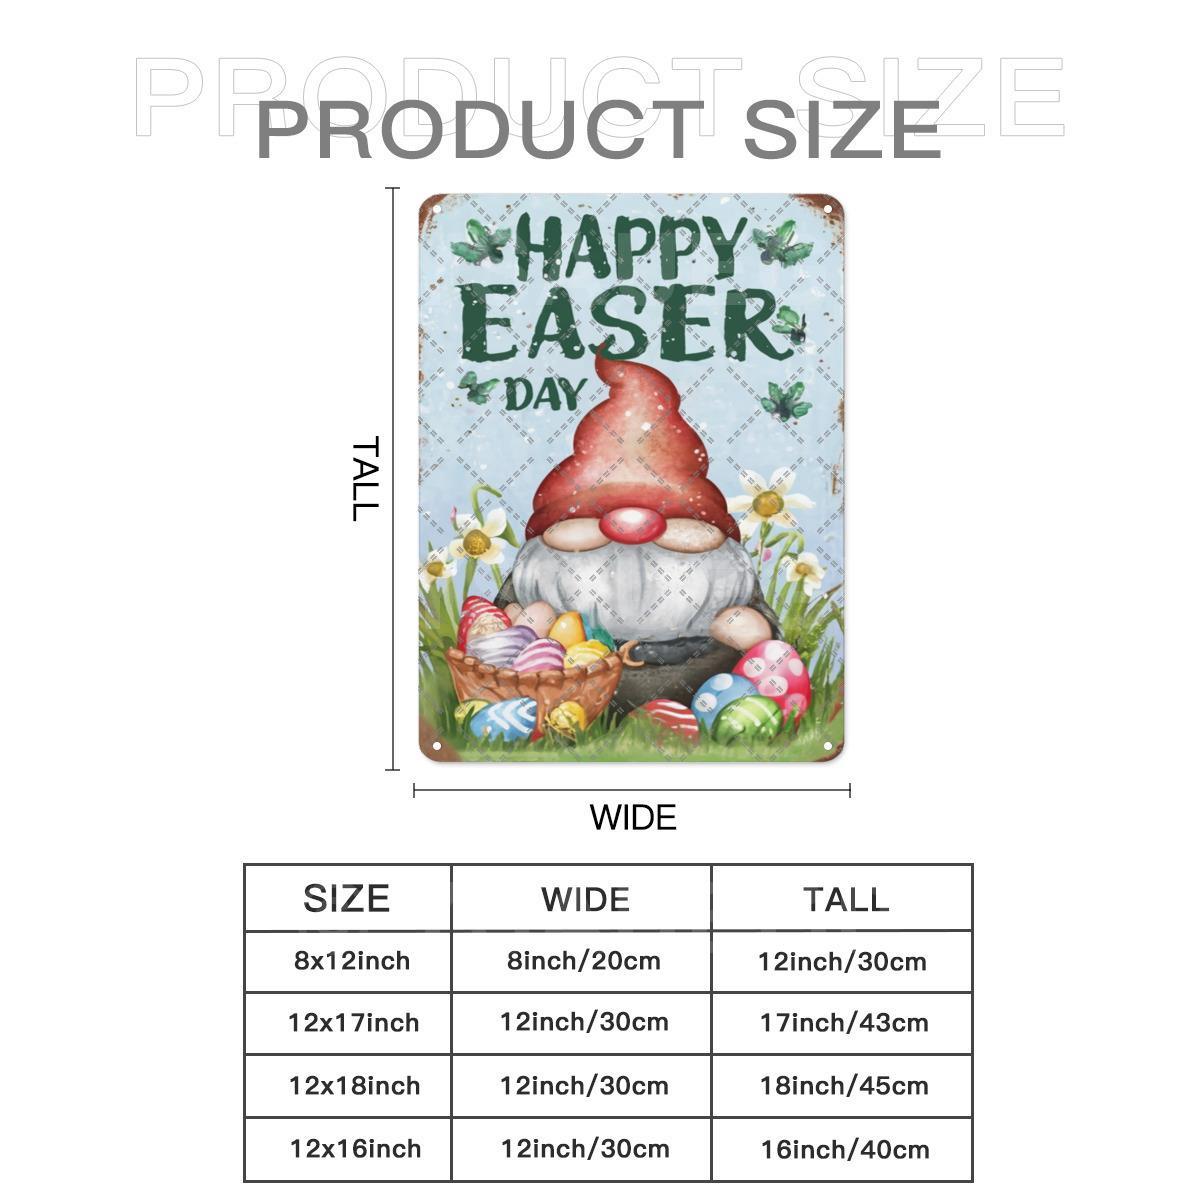 PRODUCT SIZE
PRODUCT SIZE
HAPPY
EASER
DAY
TALL
WIDE
SIZE WIDE TALL
8x12inch 8inch/20cm 12inch/30cm
12x17inch 12inch/30cm 17inch/43cm
12x18inch 12inch/30cm 18inch/45cm
12x16inch 12inch/30cm 16inch/40cm